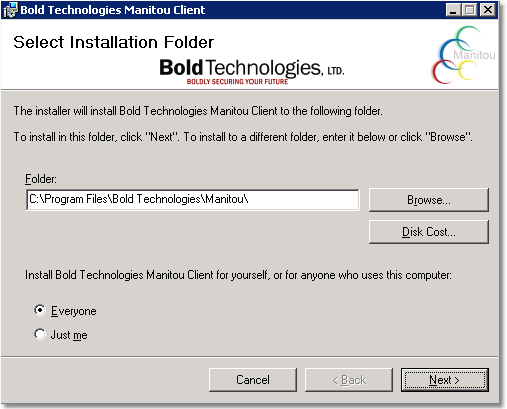 Bold Technologies Manitou Client
Select Installation Folder
Manitou
Bold Technologies, LTD.
BOLDLY SECURING YOUR FUTURE
The installer will install Bold Technologies Manitou Client to the following folder.
To install in this folder, click "Next". To install to a different folder, enter it below or click "Browse".
Folder:
C:\Program Files\Bold Technologies\Manitou\
Browse...
Disk Cost...
Install Bold Technologies Manitou Client for yourself, or for anyone who uses this computer:
Everyone
Just me
Cancel
< Back
Next >